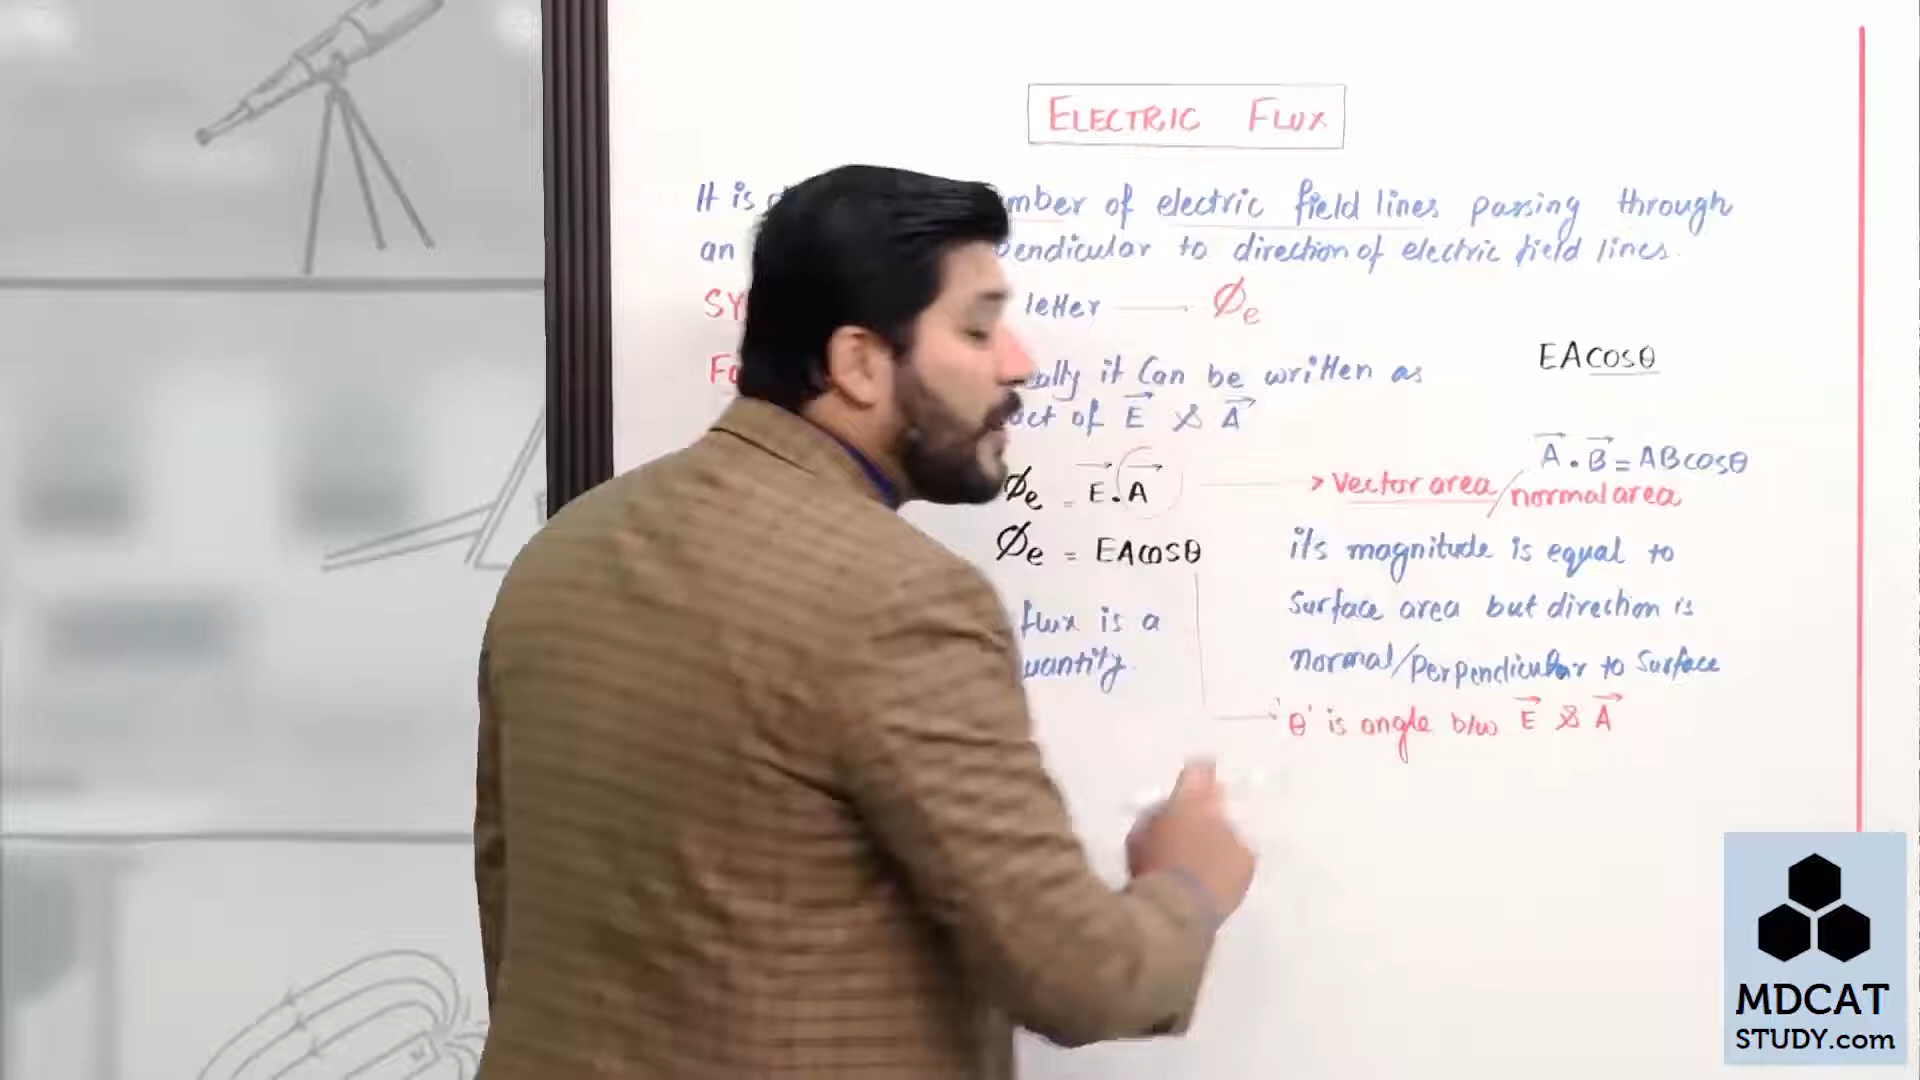 ELECTRIC FLUX
It is mber of electric field lines passing through
an endicular to direction of electric field lines.
SY letter Øe
ally it Can be written as
uct of E & A
EAcosθ
A . B = ABcosθ
Øe = E . A
> Vector area / normal area
Øe = EAcosθ
its magnitude is equal to
Surface area but direction is
normal/perpendicular to Surface
flux is a
uantity.
'θ' is angle b/w E & A
MDCAT
STUDY.com